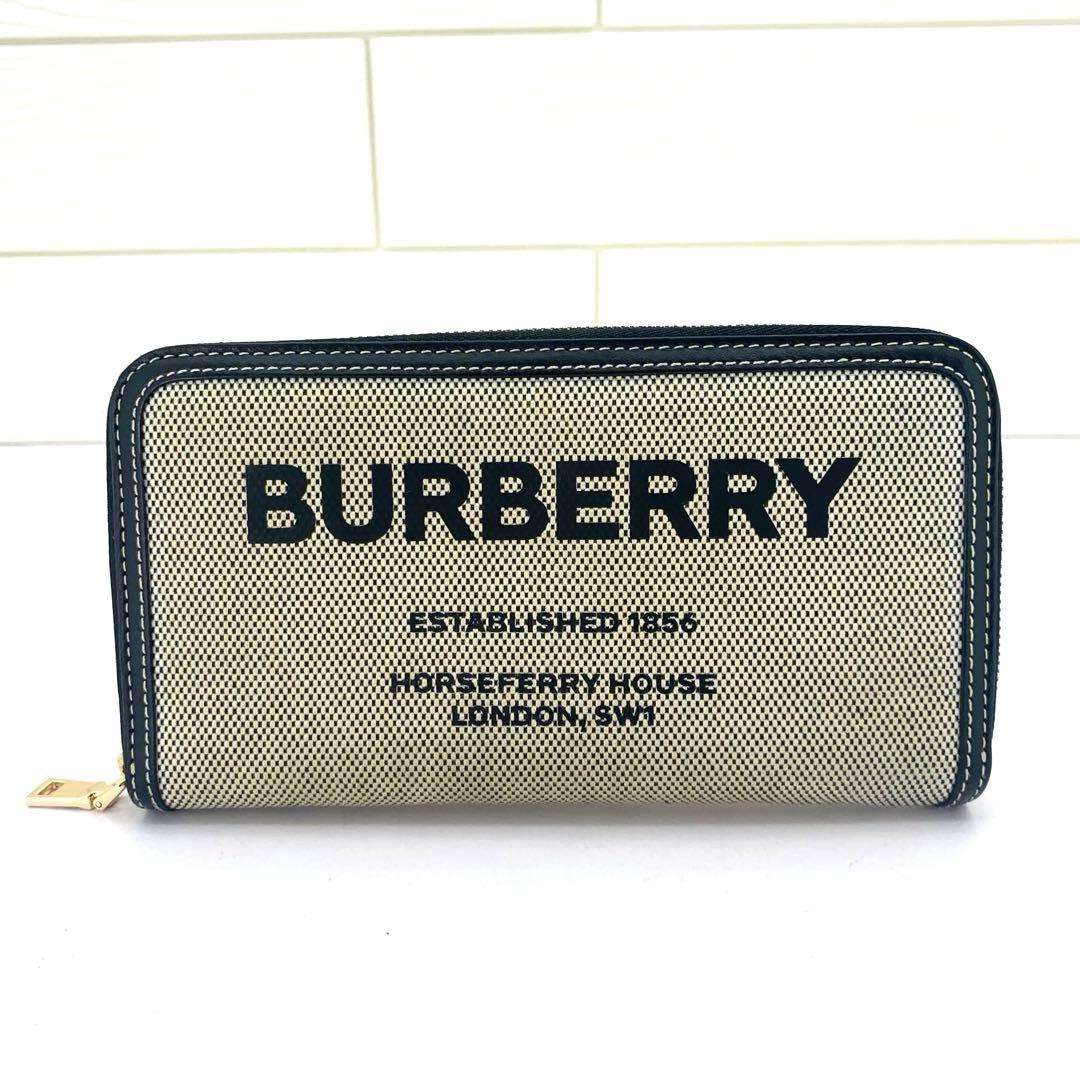 BURBERRY
ESTABLISHED 1856
HORSEFERRY HOUSE
LONDON, SW1